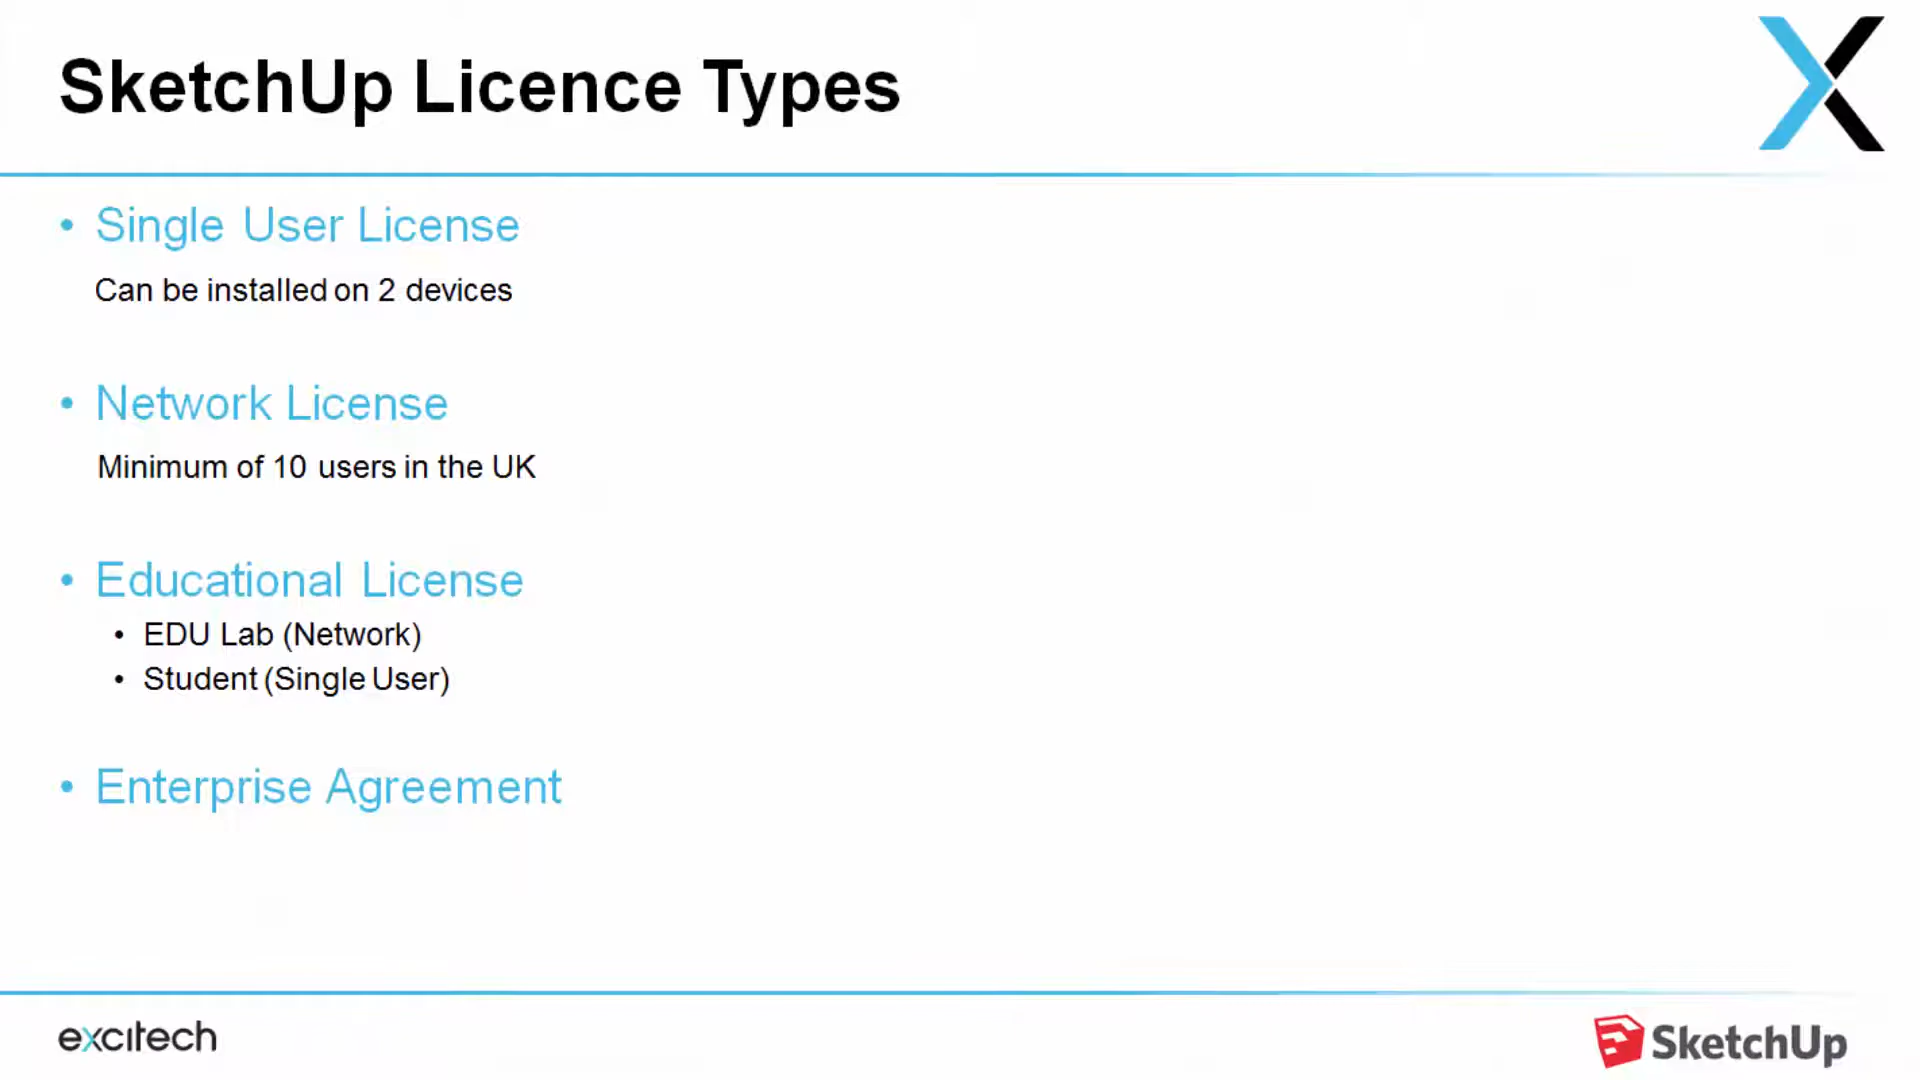 SketchUp Licence Types
• Single User License
Can be installed on 2 devices
• Network License
Minimum of 10 users in the UK
• Educational License
• EDU Lab (Network)
• Student (Single User)
• Enterprise Agreement
excitech
SketchUp